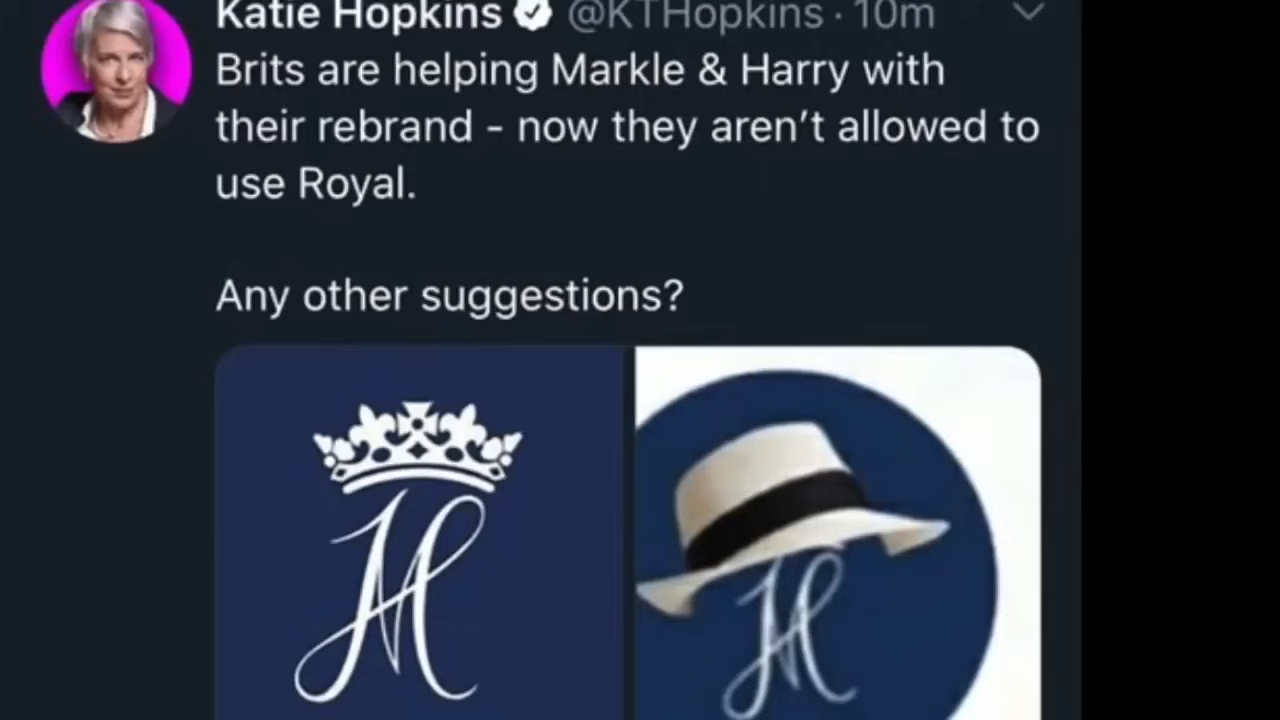 Katie Hopkins @KTHopkins · 10m
Brits are helping Markle & Harry with
their rebrand - now they aren't allowed to
use Royal.
Any other suggestions?